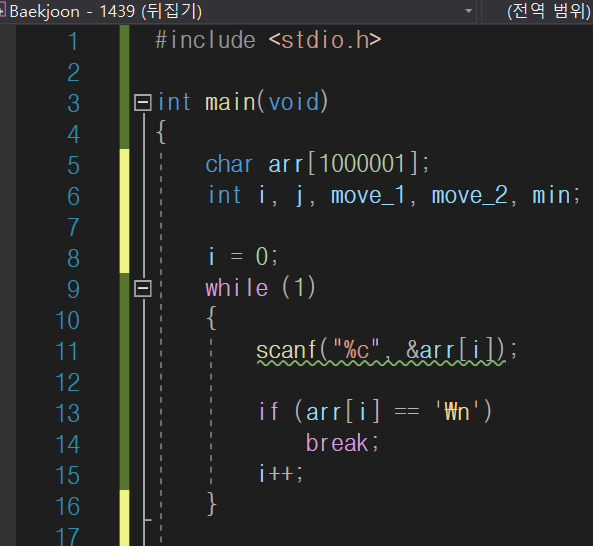 Baekjoon - 1439 (뒤집기) (전역 범위)
1 #include <stdio.h>
2
3 int main(void)
4 {
5 char arr[1000001];
6 int i, j, move_1, move_2, min;
7
8 i = 0;
9 while (1)
10 {
11 scanf("%c", &arr[i]);
12
13 if (arr[i] == '₩n')
14 break;
15 i++;
16 }
17